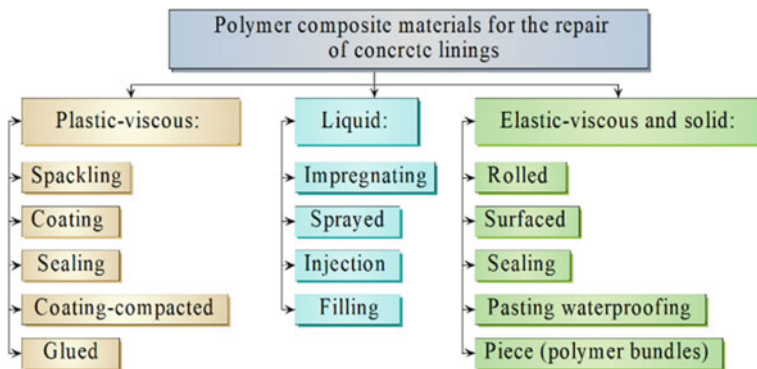 Polymer composite materials for the repair
of concrete linings
Plastic-viscous:
Spackling
Coating
Sealing
Coating-compacted
Glued
Liquid:
Impregnating
Sprayed
Injection
Filling
Elastic-viscous and solid:
Rolled
Surfaced
Sealing
Pasting waterproofing
Piece (polymer bundles)